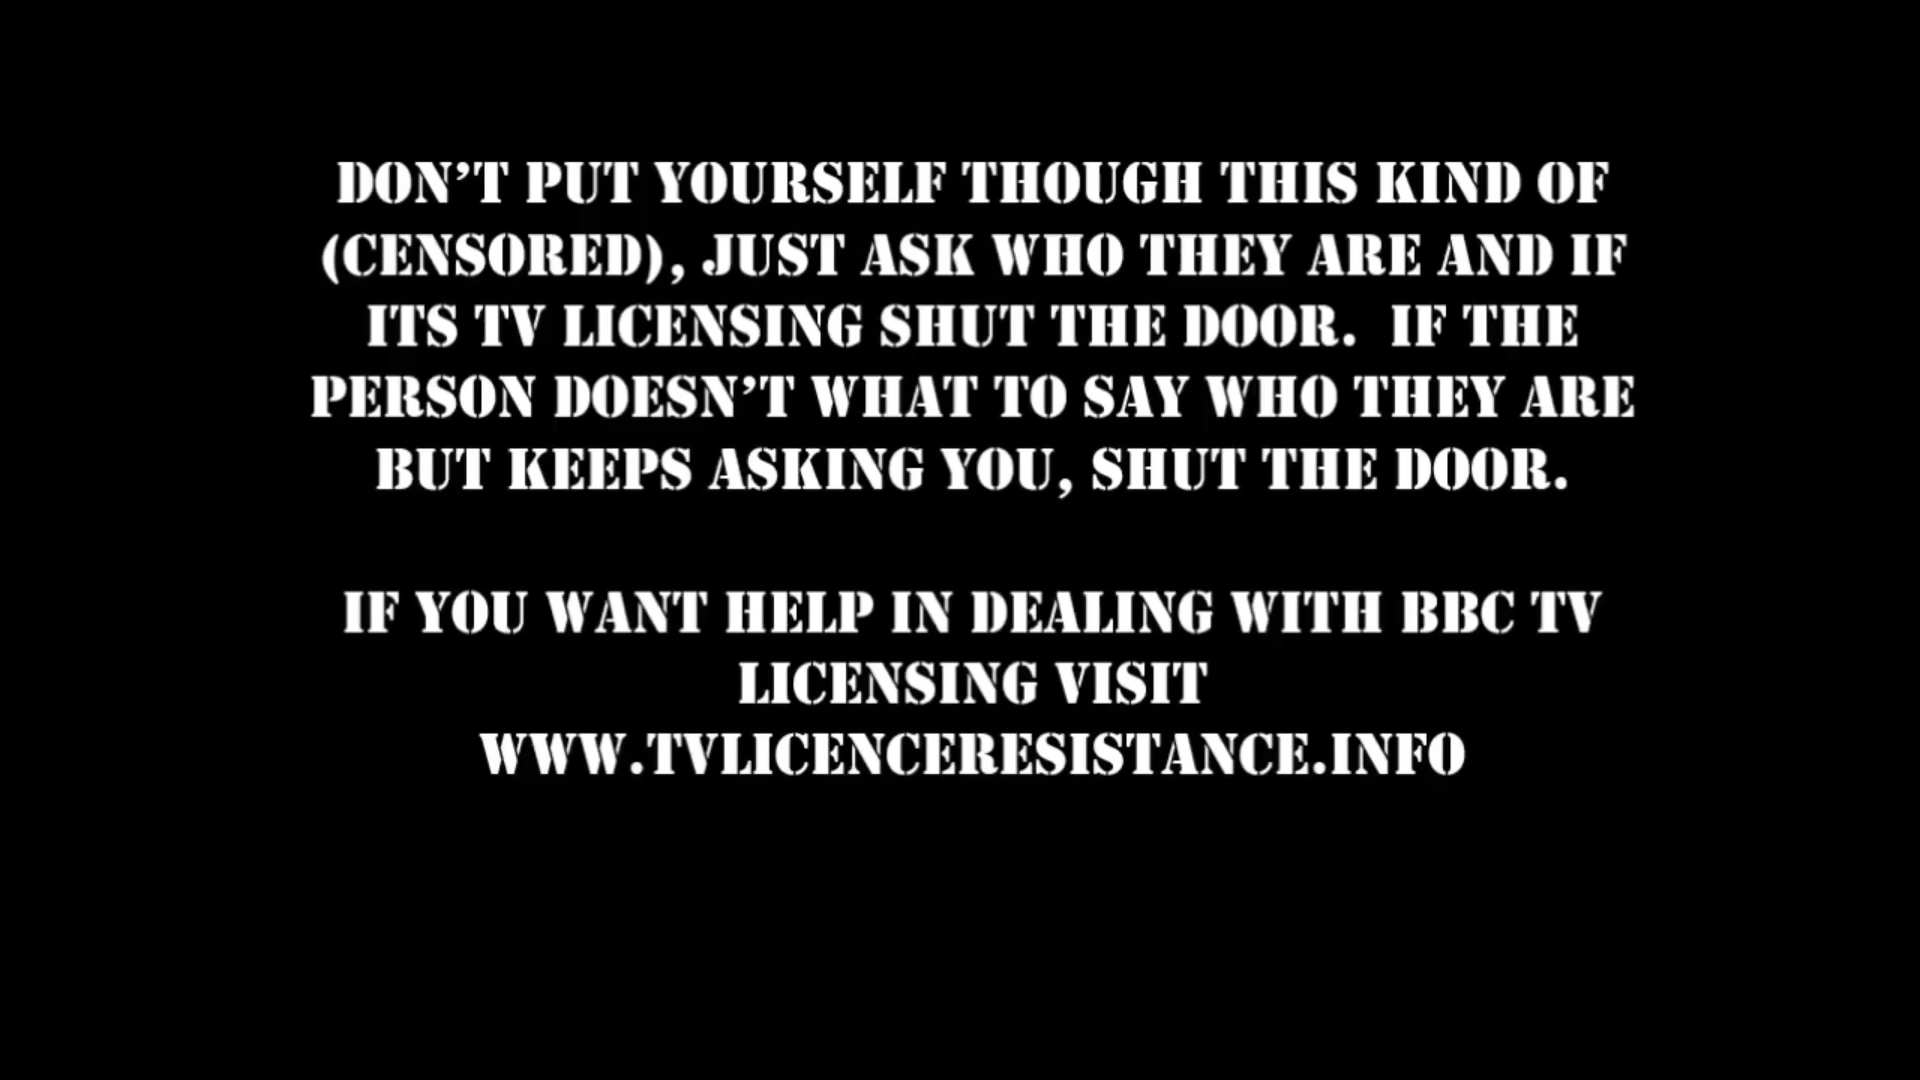 DON'T PUT YOURSELF THOUGH THIS KIND OF
(CENSORED), JUST ASK WHO THEY ARE AND IF
ITS TV LICENSING SHUT THE DOOR.  IF THE
PERSON DOESN'T WHAT TO SAY WHO THEY ARE
BUT KEEPS ASKING YOU, SHUT THE DOOR.
IF YOU WANT HELP IN DEALING WITH BBC TV
LICENSING VISIT
WWW.TVLICENCERESISTANCE.INFO